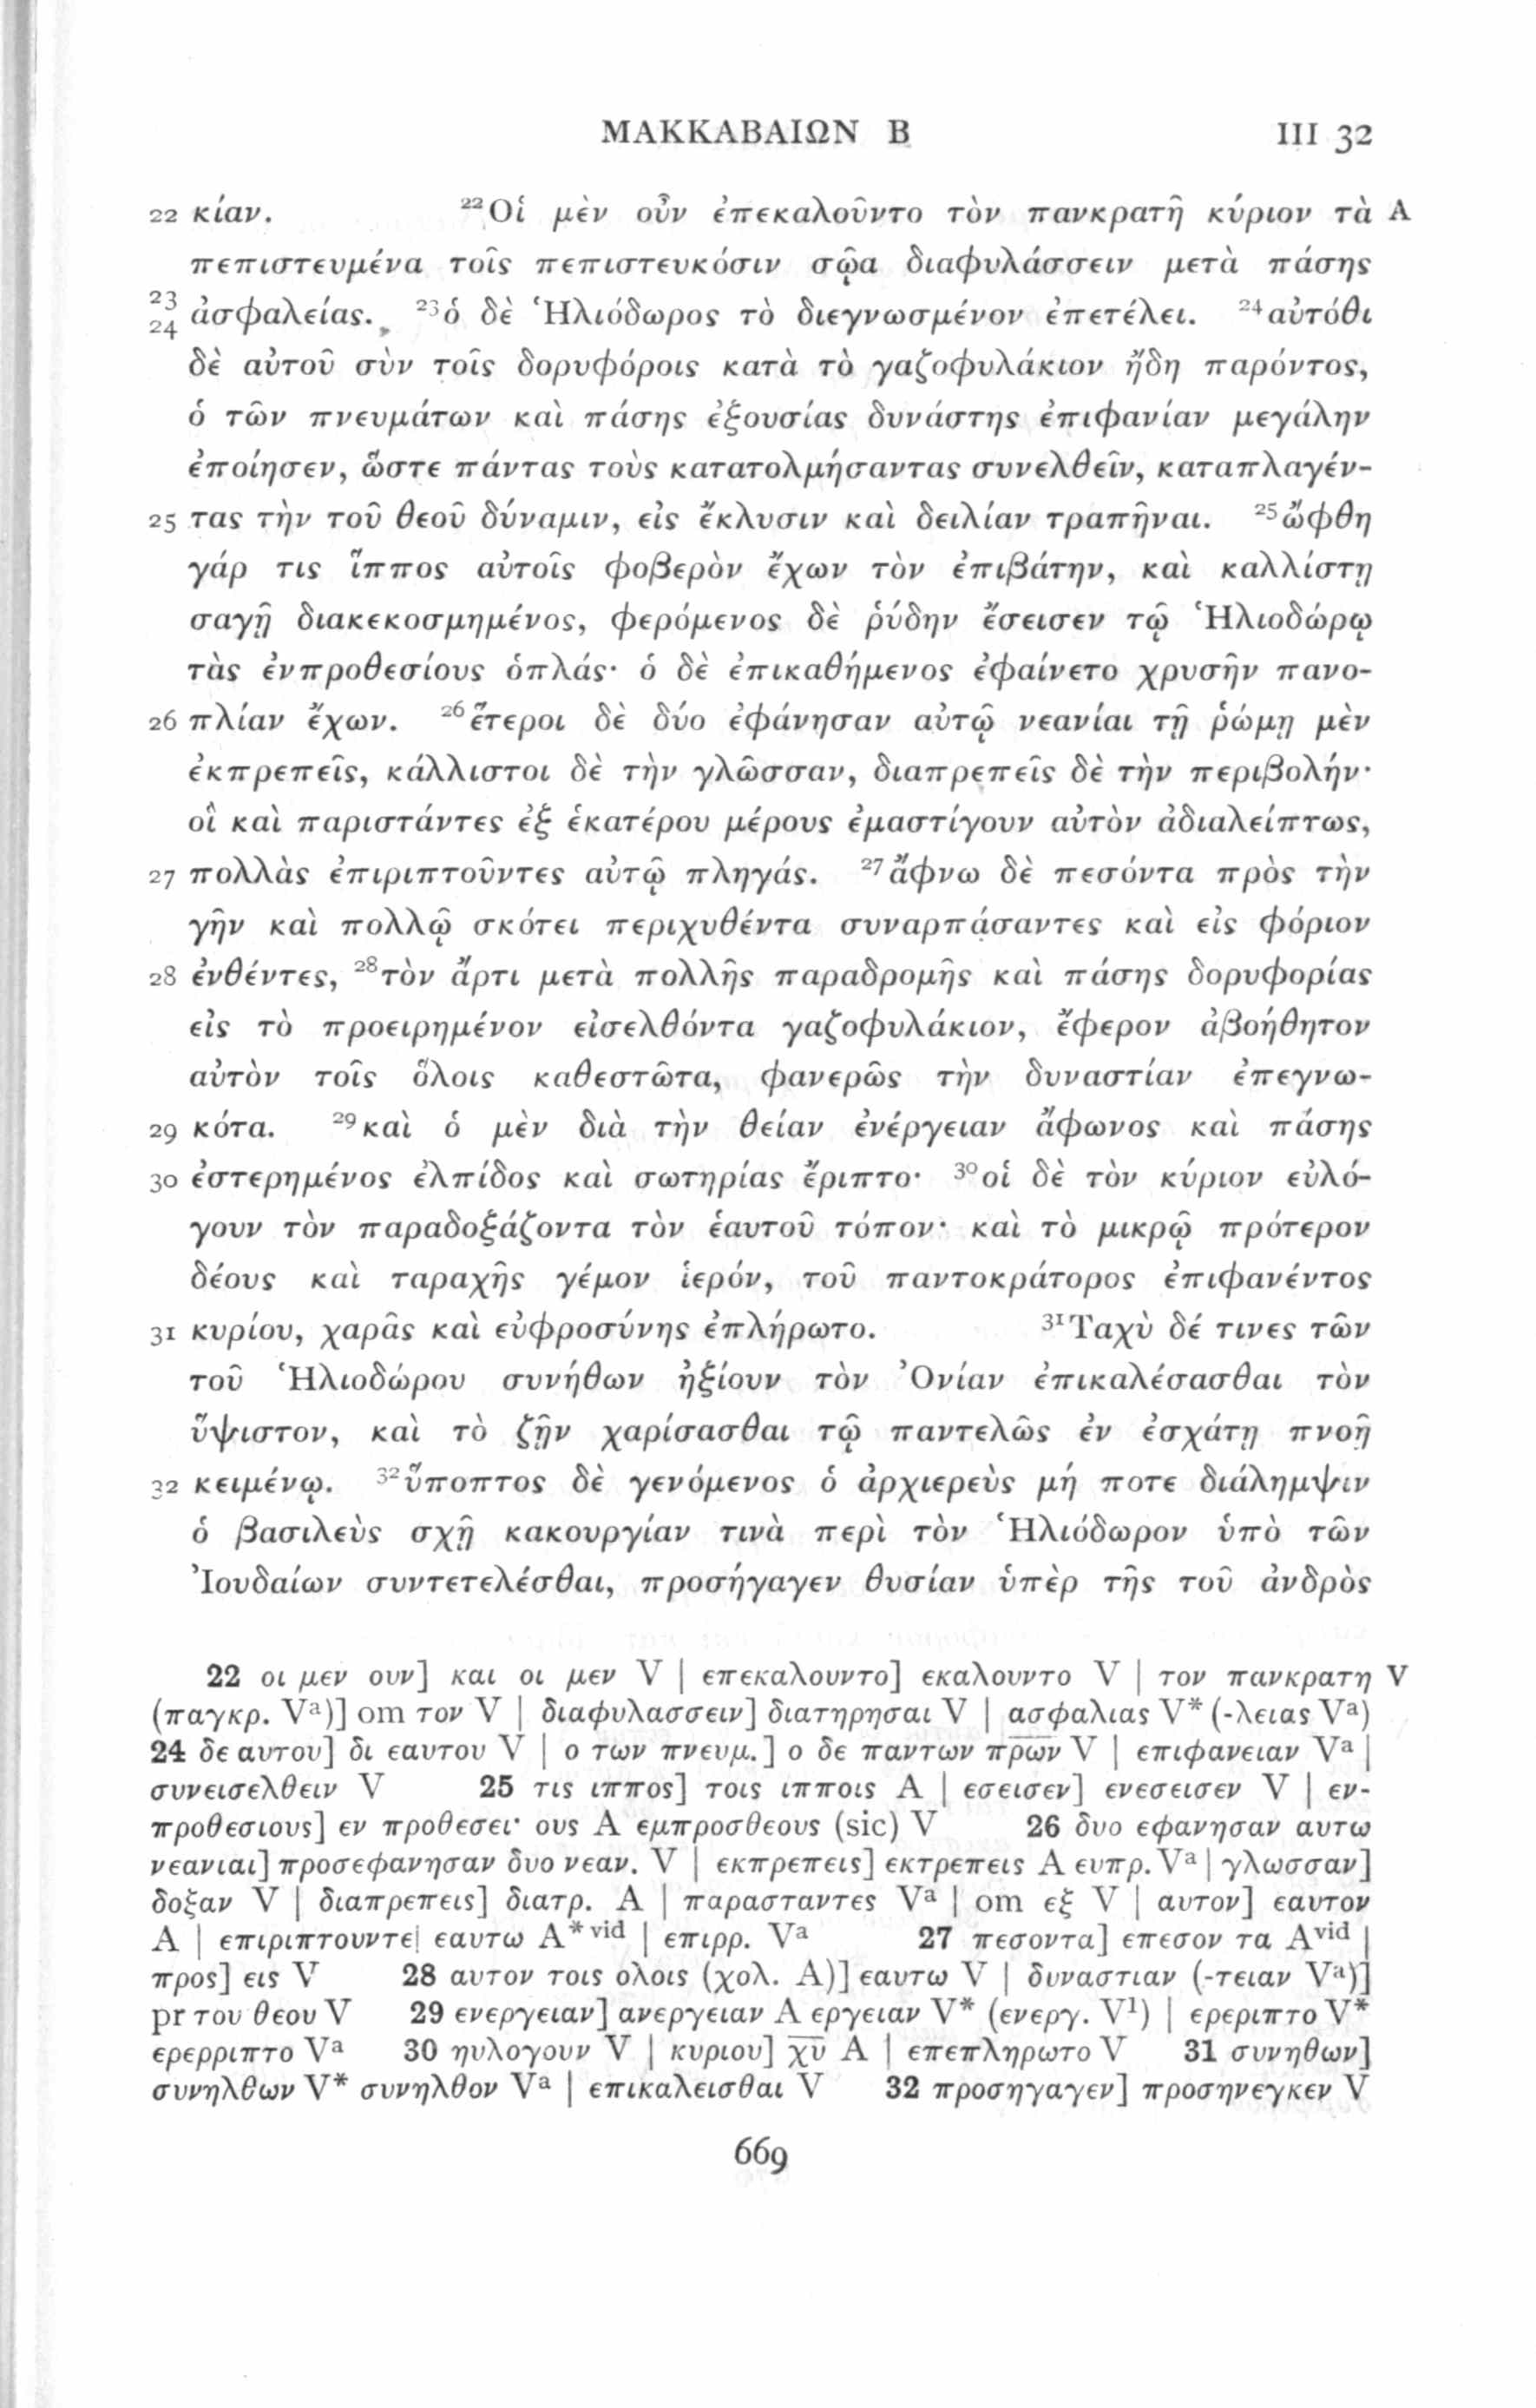 ΜΑΚΚΑΒΑΙΩΝ Β III 32
22 κίαν. ²²Οἱ μὲν οὖν ἐπεκαλοῦντο τὸν πανκρατῆ κύριον τὰ A
πεπιστευμένα τοῖς πεπιστευκόσιν σῷα διαφυλάσσειν μετὰ πάσης
23 24 ἀσφαλείας. ²³ὁ δὲ Ἡλιόδωρος τὸ διεγνωσμένον ἐπετέλει. ²⁴αὐτόθι
δὲ αὐτοῦ σὺν τοῖς δορυφόροις κατὰ τὸ γαζοφυλάκιον ἤδη παρόντος,
ὁ τῶν πνευμάτων καὶ πάσης ἐξουσίας δυνάστης ἐπιφανίαν μεγάλην
ἐποίησεν, ὥστε πάντας τοὺς κατατολμήσαντας συνελθεῖν, καταπλαγέν-
25 τας τὴν τοῦ θεοῦ δύναμιν, εἰς ἔκλυσιν καὶ δειλίαν τραπῆναι. ²⁵ὤφθη
γάρ τις ἵππος αὐτοῖς φοβερὸν ἔχων τὸν ἐπιβάτην, καὶ καλλίστῃ
σαγῇ διακεκοσμημένος, φερόμενος δὲ ῥύδην ἔσεισεν τῷ Ἡλιοδώρῳ
τὰς ἐνπροθεσίους ὁπλάς· ὁ δὲ ἐπικαθήμενος ἐφαίνετο χρυσῆν πανο-
26 πλίαν ἔχων. ²⁶ἕτεροι δὲ δύο ἐφάνησαν αὐτῷ νεανίαι τῇ ῥώμῃ μὲν
ἐκπρεπεῖς, κάλλιστοι δὲ τὴν γλῶσσαν, διαπρεπεῖς δὲ τὴν περιβολήν·
οἳ καὶ παριστάντες ἐξ ἑκατέρου μέρους ἐμαστίγουν αὐτὸν ἀδιαλείπτως,
27 πολλὰς ἐπιριπτοῦντες αὐτῷ πληγάς. ²⁷ἄφνω δὲ πεσόντα πρὸς τὴν
γῆν καὶ πολλῷ σκότει περιχυθέντα συναρπάσαντες καὶ εἰς φόριον
28 ἐνθέντες, ²⁸τὸν ἄρτι μετὰ πολλῆς παραδρομῆς καὶ πάσης δορυφορίας
εἰς τὸ προειρημένον εἰσελθόντα γαζοφυλάκιον, ἔφερον ἀβοήθητον
αὐτὸν τοῖς ὅλοις καθεστῶτα, φανερῶς τὴν δυναστίαν ἐπεγνω-
29 κότα. ²⁹καὶ ὁ μὲν διὰ τὴν θείαν ἐνέργειαν ἄφωνος καὶ πάσης
30 ἐστερημένος ἐλπίδος καὶ σωτηρίας ἔριπτο· ³⁰οἱ δὲ τὸν κύριον εὐλό-
γουν τὸν παραδοξάζοντα τὸν ἑαυτοῦ τόπον· καὶ τὸ μικρῷ πρότερον
δέους καὶ ταραχῆς γέμον ἱερόν, τοῦ παντοκράτορος ἐπιφανέντος
31 κυρίου, χαρᾶς καὶ εὐφροσύνης ἐπλήρωτο. ³¹Ταχὺ δέ τινες τῶν
τοῦ Ἡλιοδώρου συνήθων ἠξίουν τὸν Ὀνίαν ἐπικαλέσασθαι τὸν
ὕψιστον, καὶ τὸ ζῇν χαρίσασθαι τῷ παντελῶς ἐν ἐσχάτῃ πνοῇ
32 κειμένῳ. ³²ὕποπτος δὲ γενόμενος ὁ ἀρχιερεὺς μή ποτε διάλημψιν
ὁ βασιλεὺς σχῇ κακουργίαν τινὰ περὶ τὸν Ἡλιόδωρον ὑπὸ τῶν
Ἰουδαίων συντετελέσθαι, προσήγαγεν θυσίαν ὑπὲρ τῆς τοῦ ἀνδρὸς
22 οι μεν ουν] και οι μεν V | επεκαλουντο] εκαλουντο V | τον πανκρατη V
(παγκρ. Vᵃ)] om τον V | διαφυλασσειν] διατηρησαι V | ασφαλιας V* (-λειας Vᵃ)
24 δε αυτου] δι εαυτου V | ο των πνευμ.] ο δε παντων π̅ρ̅ω̅ν̅ V | επιφανειαν Vᵃ |
συνεισελθειν V 25 τις ιππος] τοις ιπποις A | εσεισεν] ενεσεισεν V | εν-
προθεσιους] εν προθεσει· ους A εμπροσθεους (sic) V 26 δυο εφανησαν αυτω
νεανιαι] προσεφανησαν δυο νεαν. V | εκπρεπεις] εκτρεπεις A ευπρ. Vᵃ | γλωσσαν]
δοξαν V | διαπρεπεις] διατρ. A | παρασταντες Vᵃ | om εξ V | αυτον] εαυτον
A | επιριπτουντε| εαυτω A*ᵛⁱᵈ | επιρρ. Vᵃ 27 πεσοντα] επεσον τα Aᵛⁱᵈ |
προς] εις V 28 αυτον τοις ολοις (χολ. A)] εαυτω V | δυναστιαν (-τειαν Vᵃ)]
pr του θεου V 29 ενεργειαν] ανεργειαν A εργειαν V* (ενεργ. V¹) | ερεριπτο V*
ερερριπτο Vᵃ 30 ηυλογουν V | κυριου] χ̅υ̅ A | επεπληρωτο V 31 συνηθων]
συνηλθων V* συνηλθον Vᵃ | επικαλεισθαι V 32 προσηγαγεν] προσηνεγκεν V
669